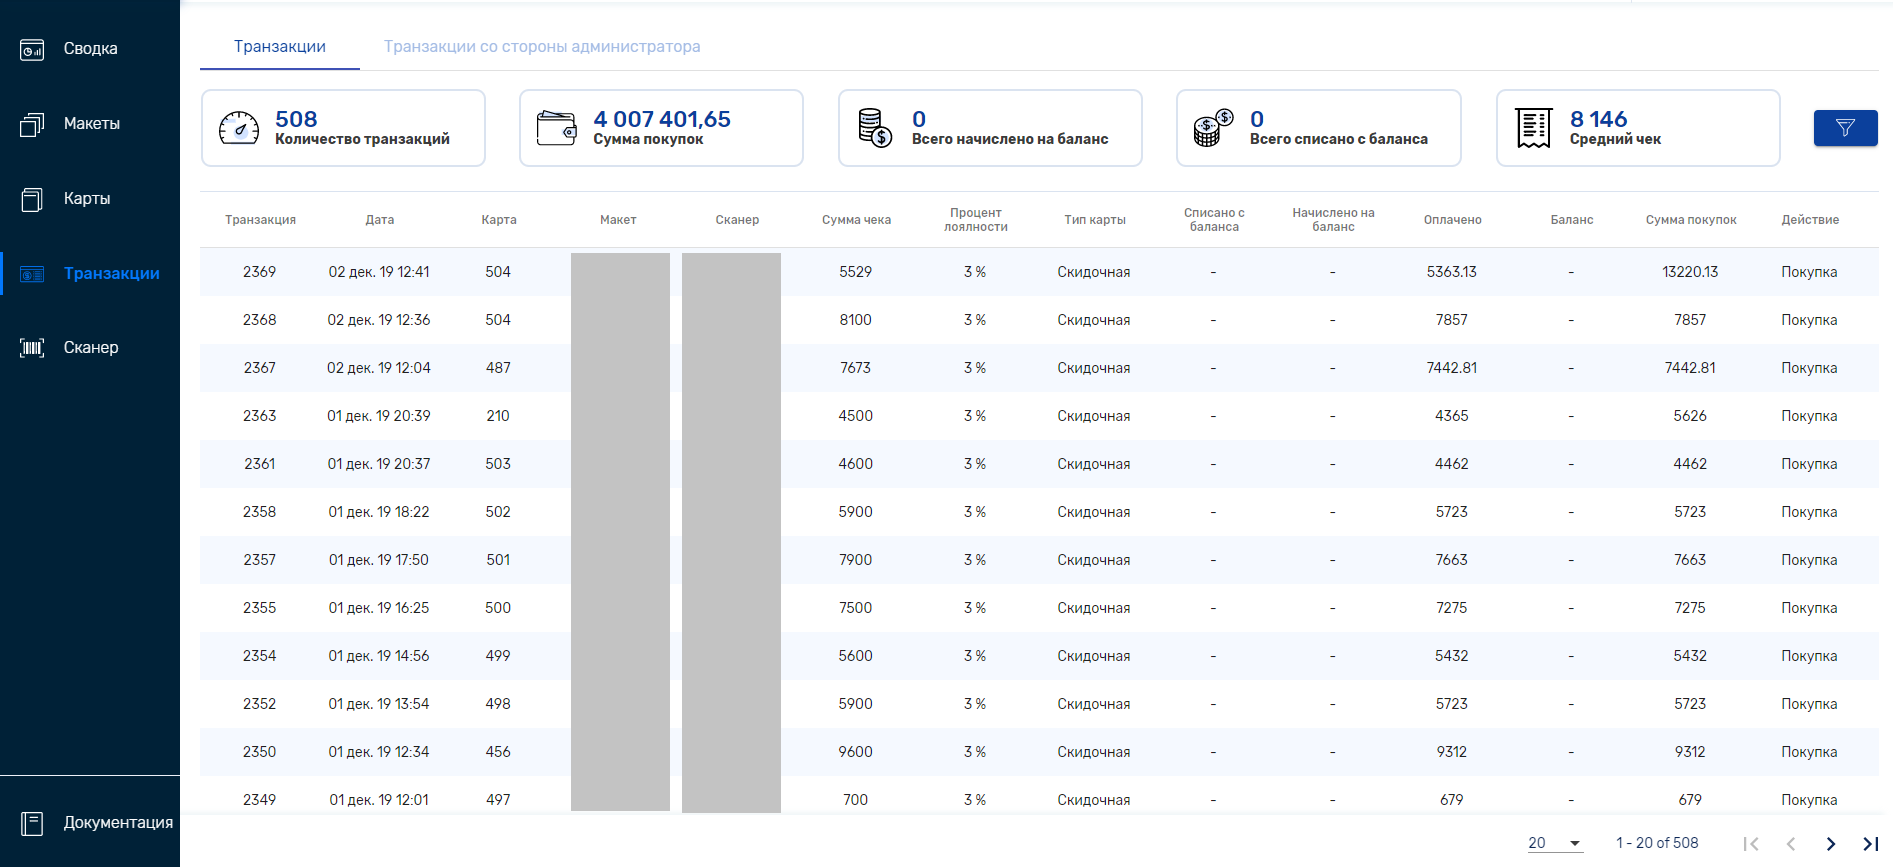 Сводка
Макеты
Карты
Транзакции
Сканер
Документация
Транзакции Транзакции со стороны администратора
508
Количество транзакций
4 007 401,65
Сумма покупок
0
Всего начислено на баланс
0
Всего списано с баланса
8 146
Средний чек
Транзакция Дата Карта Макет Сканер Сумма чека Процент лоялности Тип карты Списано с баланса Начислено на баланс Оплачено Баланс Сумма покупок Действие
2369 02 дек. 19 12:41 504 5529 3 % Скидочная - - 5363.13 - 13220.13 Покупка
2368 02 дек. 19 12:36 504 8100 3 % Скидочная - - 7857 - 7857 Покупка
2367 02 дек. 19 12:04 487 7673 3 % Скидочная - - 7442.81 - 7442.81 Покупка
2363 01 дек. 19 20:39 210 4500 3 % Скидочная - - 4365 - 5626 Покупка
2361 01 дек. 19 20:37 503 4600 3 % Скидочная - - 4462 - 4462 Покупка
2358 01 дек. 19 18:22 502 5900 3 % Скидочная - - 5723 - 5723 Покупка
2357 01 дек. 19 17:50 501 7900 3 % Скидочная - - 7663 - 7663 Покупка
2355 01 дек. 19 16:25 500 7500 3 % Скидочная - - 7275 - 7275 Покупка
2354 01 дек. 19 14:56 499 5600 3 % Скидочная - - 5432 - 5432 Покупка
2352 01 дек. 19 13:54 498 5900 3 % Скидочная - - 5723 - 5723 Покупка
2350 01 дек. 19 12:34 456 9600 3 % Скидочная - - 9312 - 9312 Покупка
2349 01 дек. 19 12:01 497 700 3 % Скидочная - - 679 - 679 Покупка
20 1 - 20 of 508